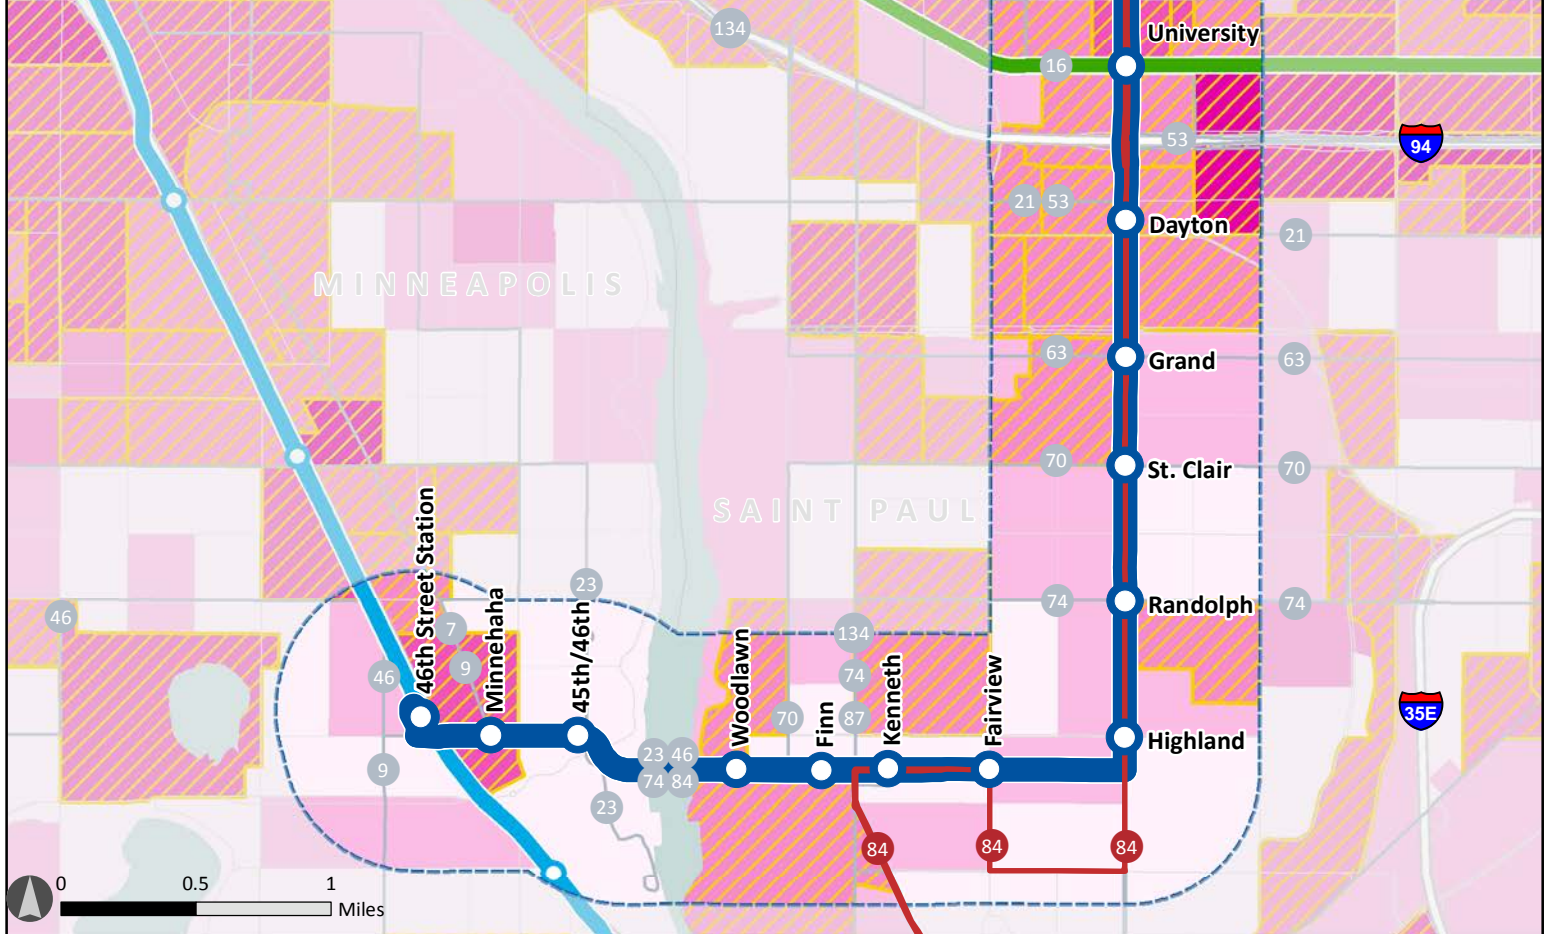 134
University
16
53
94
21
53
Dayton
21
MINNEAPOLIS
63
Grand
63
70
St. Clair
70
SAINT PAUL
46th Street Station
23
46
74
Randolph
74
7
134
9
Minnehaha
45th/46th
46
74
Woodlawn
Finn
Kenneth
Fairview
70
87
35E
Highland
23
46
9
74
84
23
84
84
84
0
0.5
1
Miles